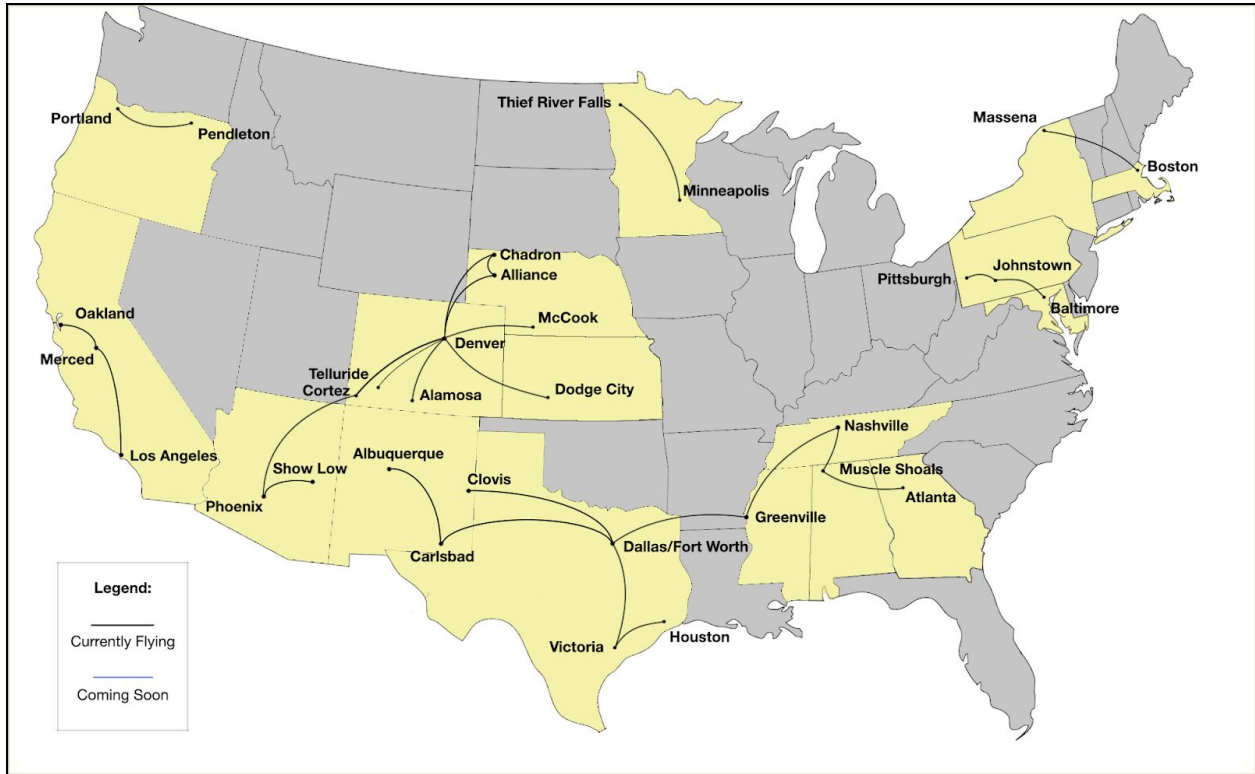 Thief River Falls
Massena
Portland
Pendleton
Boston
Minneapolis
Chadron
Alliance
Johnstown
Pittsburgh
Baltimore
Oakland
McCook
Denver
Merced
Telluride
Cortez
Alamosa
Dodge City
Nashville
Los Angeles
Albuquerque
Show Low
Clovis
Muscle Shoals
Atlanta
Phoenix
Greenville
Carlsbad
Dallas/Fort Worth
Legend:
Currently Flying
Coming Soon
Victoria
Houston